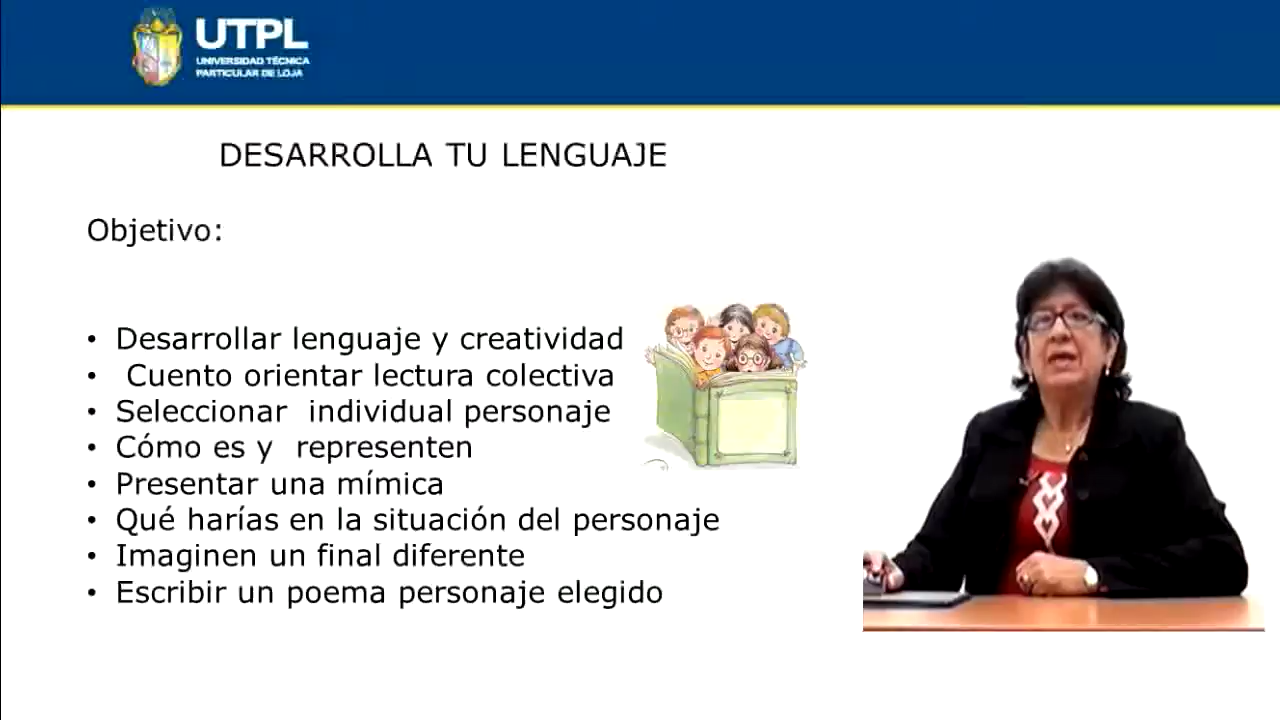 UTPL
UNIVERSIDAD TÉCNICA
PARTICULAR DE LOJA
DESARROLLA TU LENGUAJE
Objetivo:
• Desarrollar lenguaje y creatividad
• Cuento orientar lectura colectiva
• Seleccionar individual personaje
• Cómo es y representen
• Presentar una mímica
• Qué harías en la situación del personaje
• Imaginen un final diferente
• Escribir un poema personaje elegido